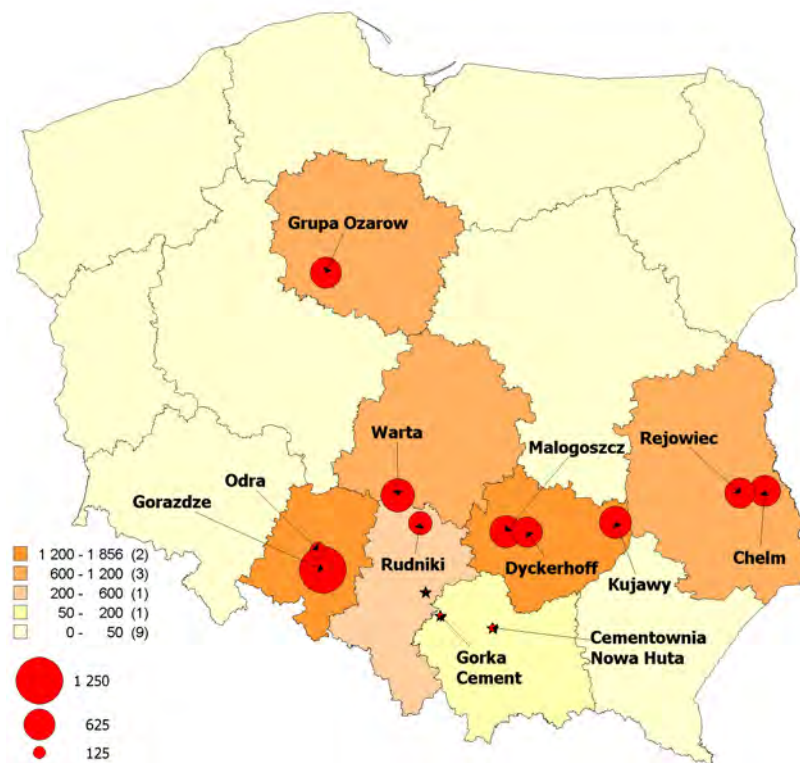 Grupa Ozarow
Warta
Malogoszcz
Rejowiec
Odra
Gorazdze
Rudniki
Dyckerhoff
Kujawy
Chelm
Gorka
Cement
Cementownia
Nowa Huta
1 200 - 1 856 (2)
600 - 1 200 (3)
200 - 600 (1)
50 - 200 (1)
0 - 50 (9)
1 250
625
125